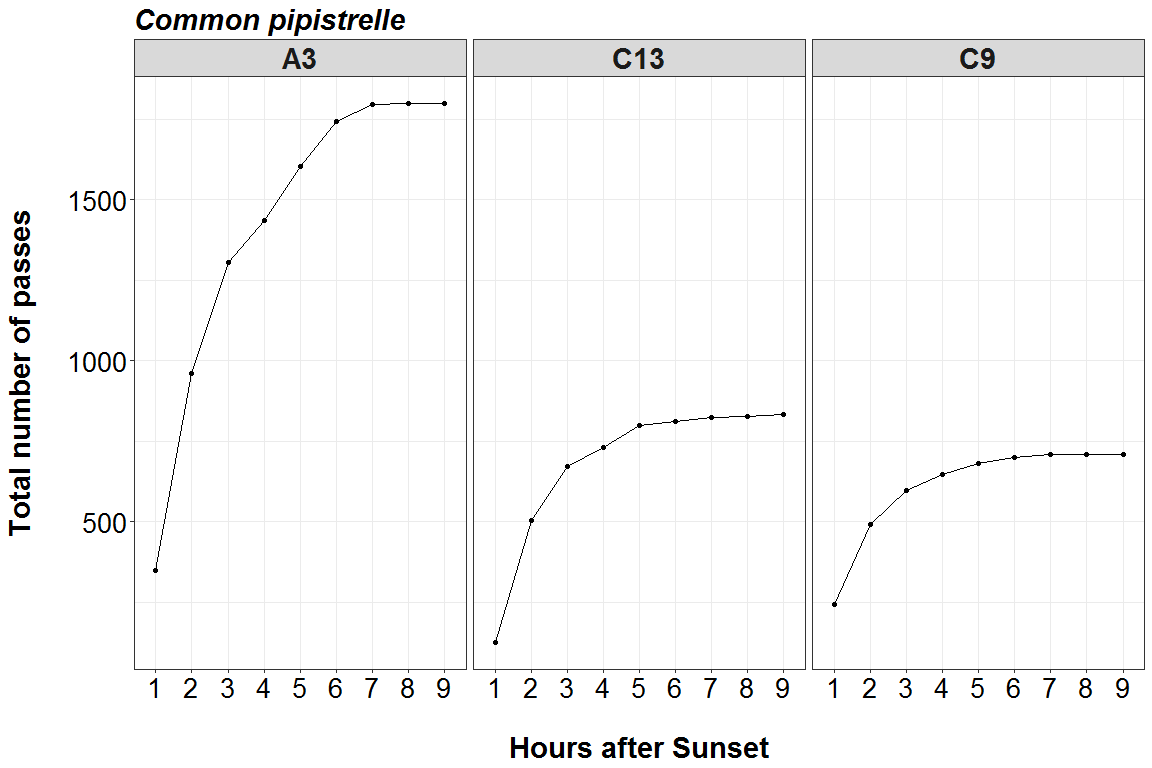 Common pipistrelle
A3 C13 C9
Total number of passes
1500
1000
500
1 2 3 4 5 6 7 8 9 1 2 3 4 5 6 7 8 9 1 2 3 4 5 6 7 8 9
Hours after Sunset